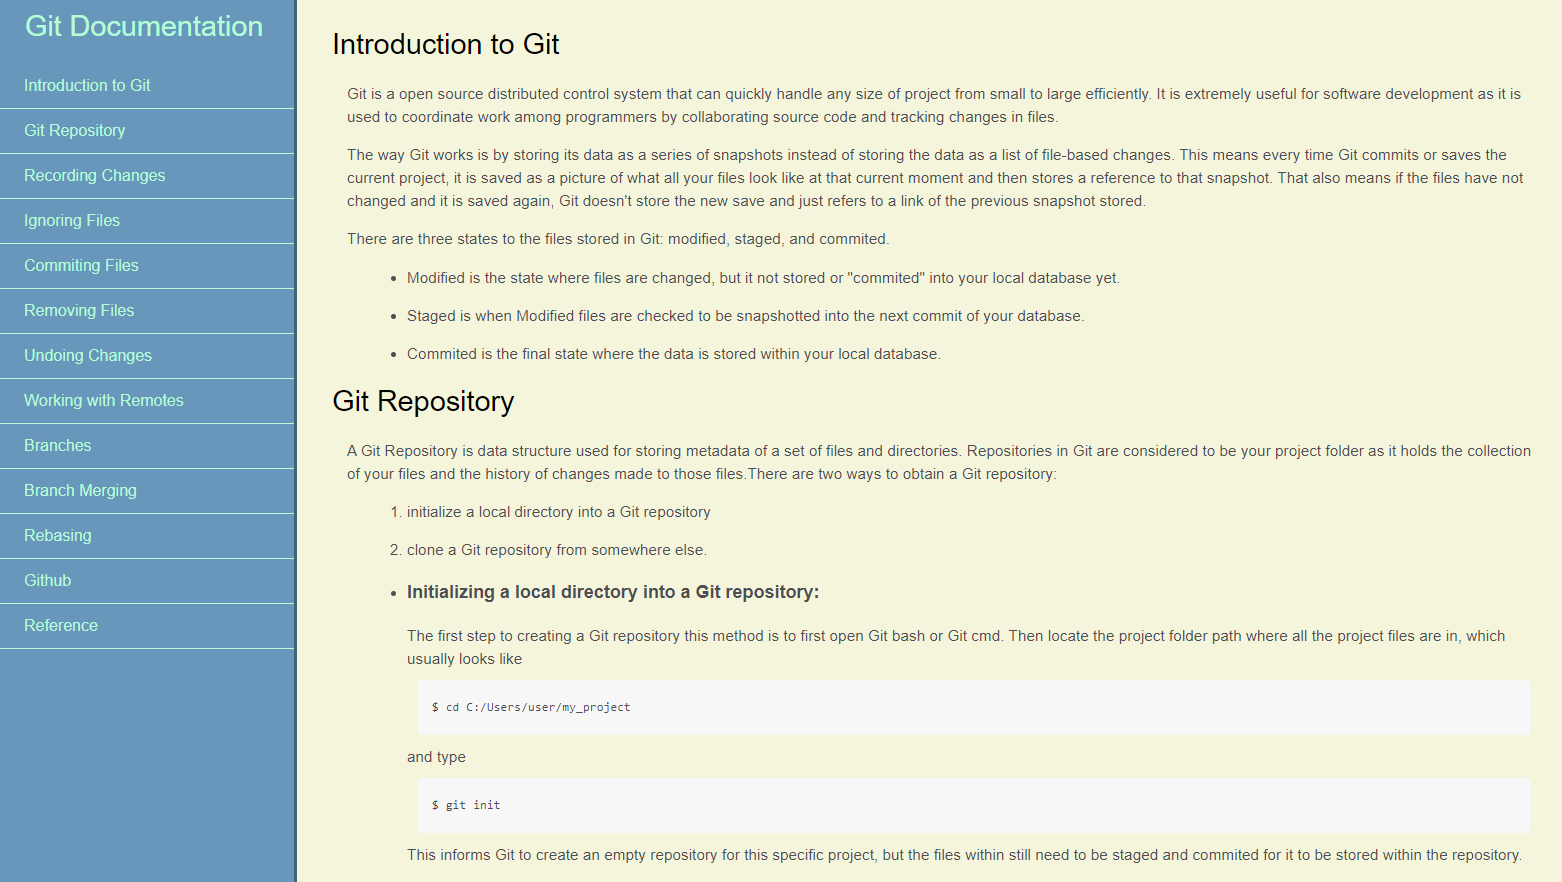 Git Documentation
Introduction to Git
Git Repository
Recording Changes
Ignoring Files
Commiting Files
Removing Files
Undoing Changes
Working with Remotes
Branches
Branch Merging
Rebasing
Github
Reference
Introduction to Git
Git is a open source distributed control system that can quickly handle any size of project from small to large efficiently. It is extremely useful for software development as it is
used to coordinate work among programmers by collaborating source code and tracking changes in files.
The way Git works is by storing its data as a series of snapshots instead of storing the data as a list of file-based changes. This means every time Git commits or saves the
current project, it is saved as a picture of what all your files look like at that current moment and then stores a reference to that snapshot. That also means if the files have not
changed and it is saved again, Git doesn't store the new save and just refers to a link of the previous snapshot stored.
There are three states to the files stored in Git: modified, staged, and commited.
• Modified is the state where files are changed, but it not stored or "commited" into your local database yet.
• Staged is when Modified files are checked to be snapshotted into the next commit of your database.
• Commited is the final state where the data is stored within your local database.
Git Repository
A Git Repository is data structure used for storing metadata of a set of files and directories. Repositories in Git are considered to be your project folder as it holds the collection
of your files and the history of changes made to those files.There are two ways to obtain a Git repository:
1. initialize a local directory into a Git repository
2. clone a Git repository from somewhere else.
• Initializing a local directory into a Git repository:
The first step to creating a Git repository this method is to first open Git bash or Git cmd. Then locate the project folder path where all the project files are in, which
usually looks like
$ cd C:/Users/user/my_project
and type
$ git init
This informs Git to create an empty repository for this specific project, but the files within still need to be staged and commited for it to be stored within the repository.